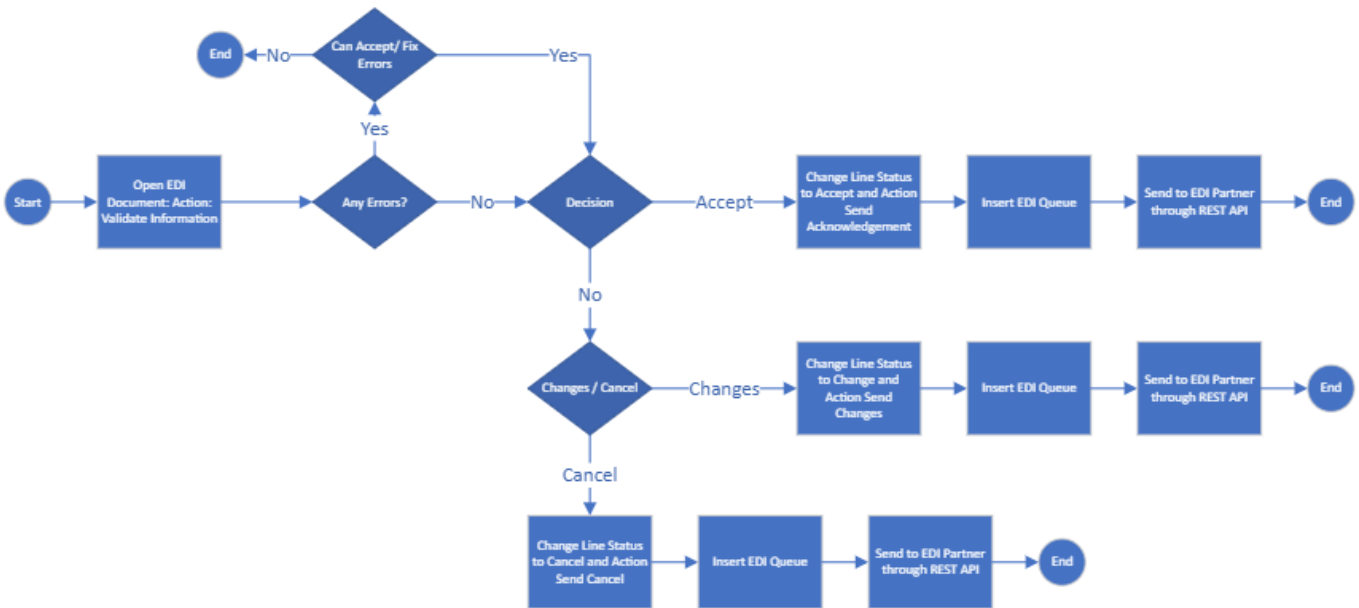 End
No
Can Accept/ Fix
Errors
Yes
Yes
Start
Open EDI
Document: Action:
Validate Information
Any Errors?
No
Decision
Accept
Change Line Status
to Accept and Action
Send
Acknowledgement
Insert EDI Queue
Send to EDI Partner
through REST API
End
No
Changes / Cancel
Changes
Change Line Status
to Change and
Action Send
Changes
Insert EDI Queue
Send to EDI Partner
through REST API
End
Cancel
Change Line Status
to Cancel and Action
Send Cancel
Insert EDI Queue
Send to EDI Partner
through REST API
End